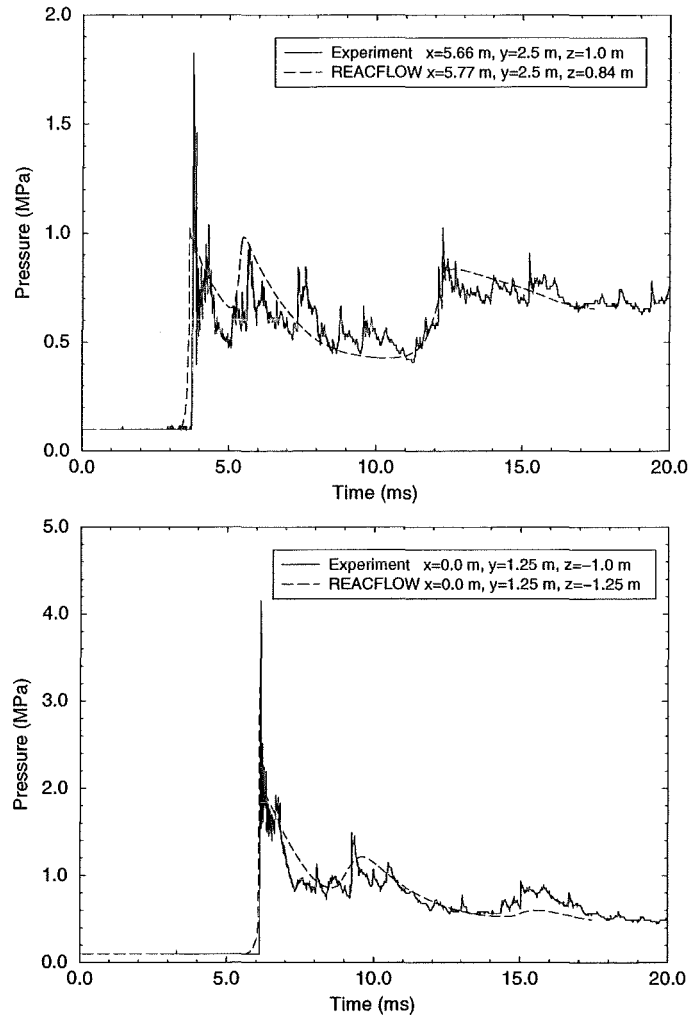 2.0
Experiment x=5.66 m, y=2.5 m, z=1.0 m
REACFLOW x=5.77 m, y=2.5 m, z=0.84 m
1.5
Pressure (MPa)
1.0
0.5
0.0
0.0 5.0 10.0 15.0 20.0
Time (ms)
5.0
Experiment x=0.0 m, y=1.25 m, z=−1.0 m
REACFLOW x=0.0 m, y=1.25 m, z=−1.25 m
4.0
3.0
Pressure (MPa)
2.0
1.0
0.0
0.0 5.0 10.0 15.0 20.0
Time (ms)